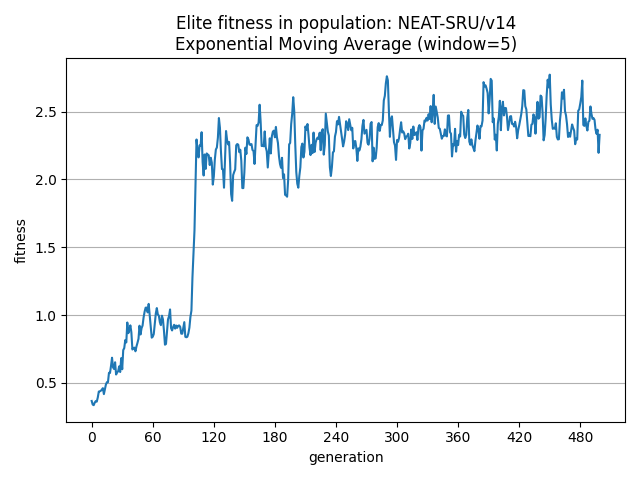 Elite fitness in population: NEAT-SRU/v14
Exponential Moving Average (window=5)
fitness
2.5
2.0
1.5
1.0
0.5
0 60 120 180 240 300 360 420 480
generation